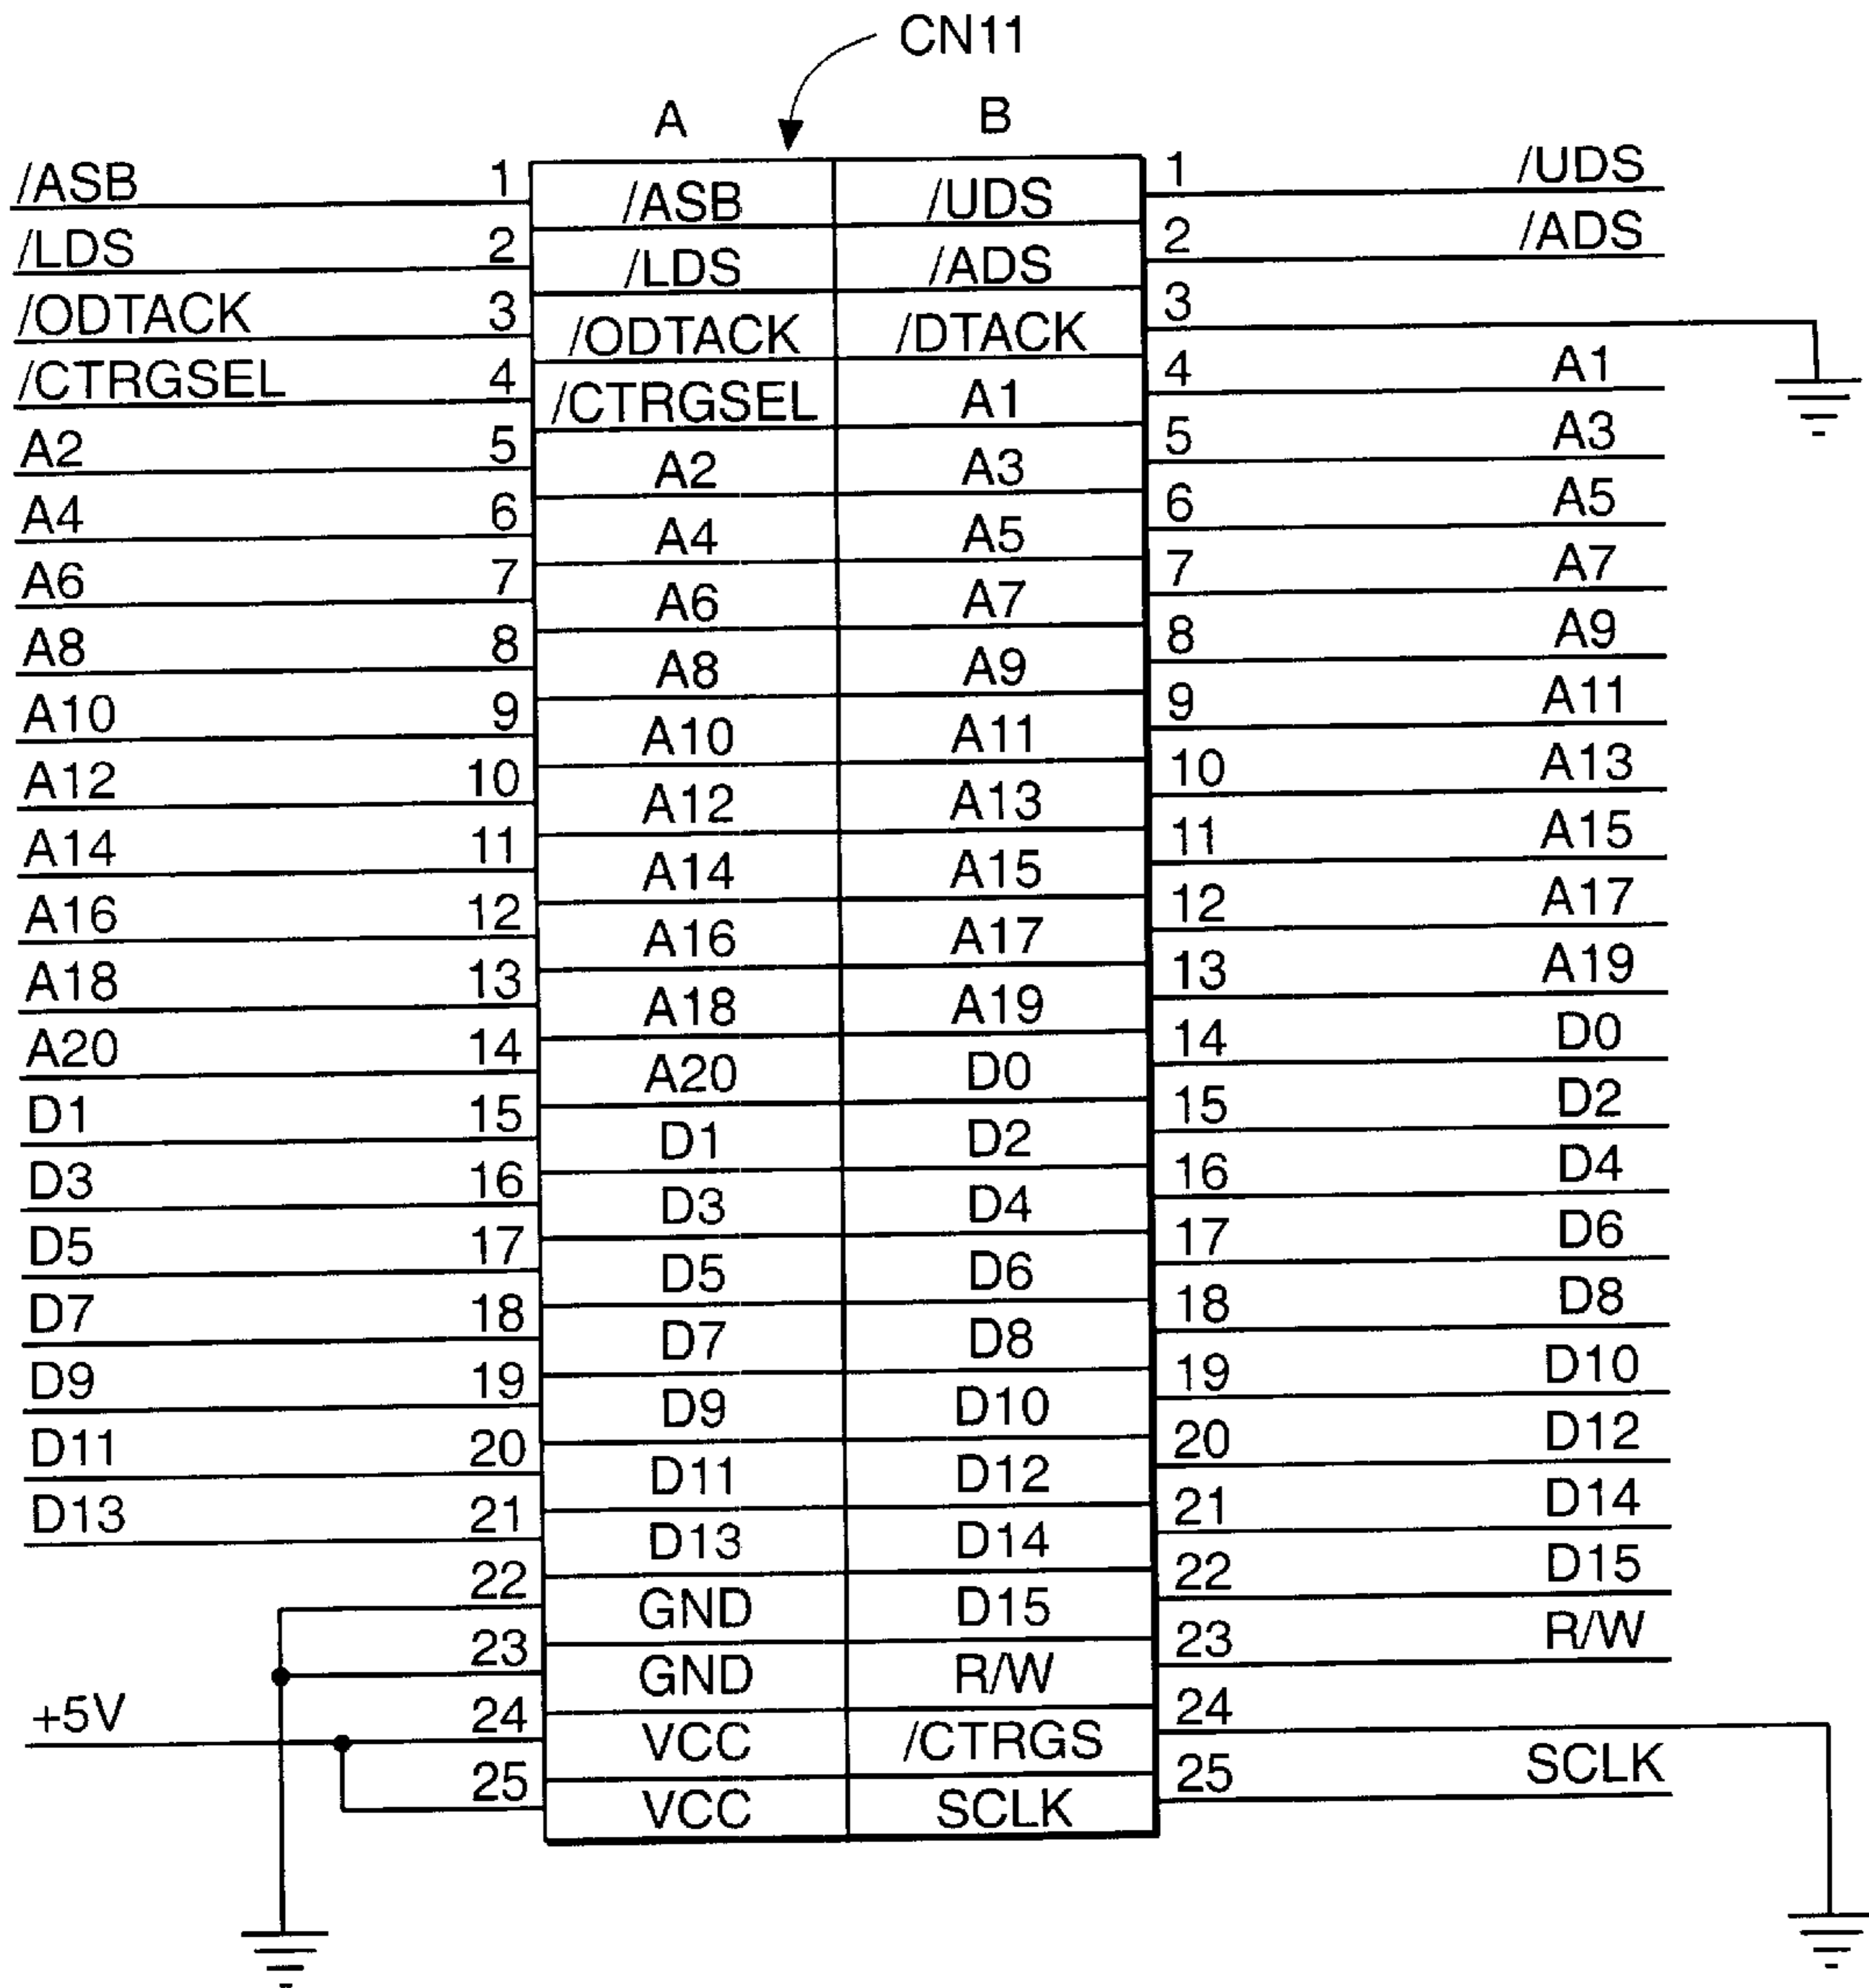 CN11
A B
/ASB 1 /ASB /UDS 1 /UDS
/LDS 2 /LDS /ADS 2 /ADS
/ODTACK 3 /ODTACK /DTACK 3
/CTRGSEL 4 /CTRGSEL A1 4 A1
A2 5 A2 A3 5 A3
A4 6 A4 A5 6 A5
A6 7 A6 A7 7 A7
A8 8 A8 A9 8 A9
A10 9 A10 A11 9 A11
A12 10 A12 A13 10 A13
A14 11 A14 A15 11 A15
A16 12 A16 A17 12 A17
A18 13 A18 A19 13 A19
A20 14 A20 D0 14 D0
D1 15 D1 D2 15 D2
D3 16 D3 D4 16 D4
D5 17 D5 D6 17 D6
D7 18 D7 D8 18 D8
D9 19 D9 D10 19 D10
D11 20 D11 D12 20 D12
D13 21 D13 D14 21 D14
22 GND D15 22 D15
23 GND R/W 23 R/W
+5V 24 VCC /CTRGS 24
25 VCC SCLK 25 SCLK